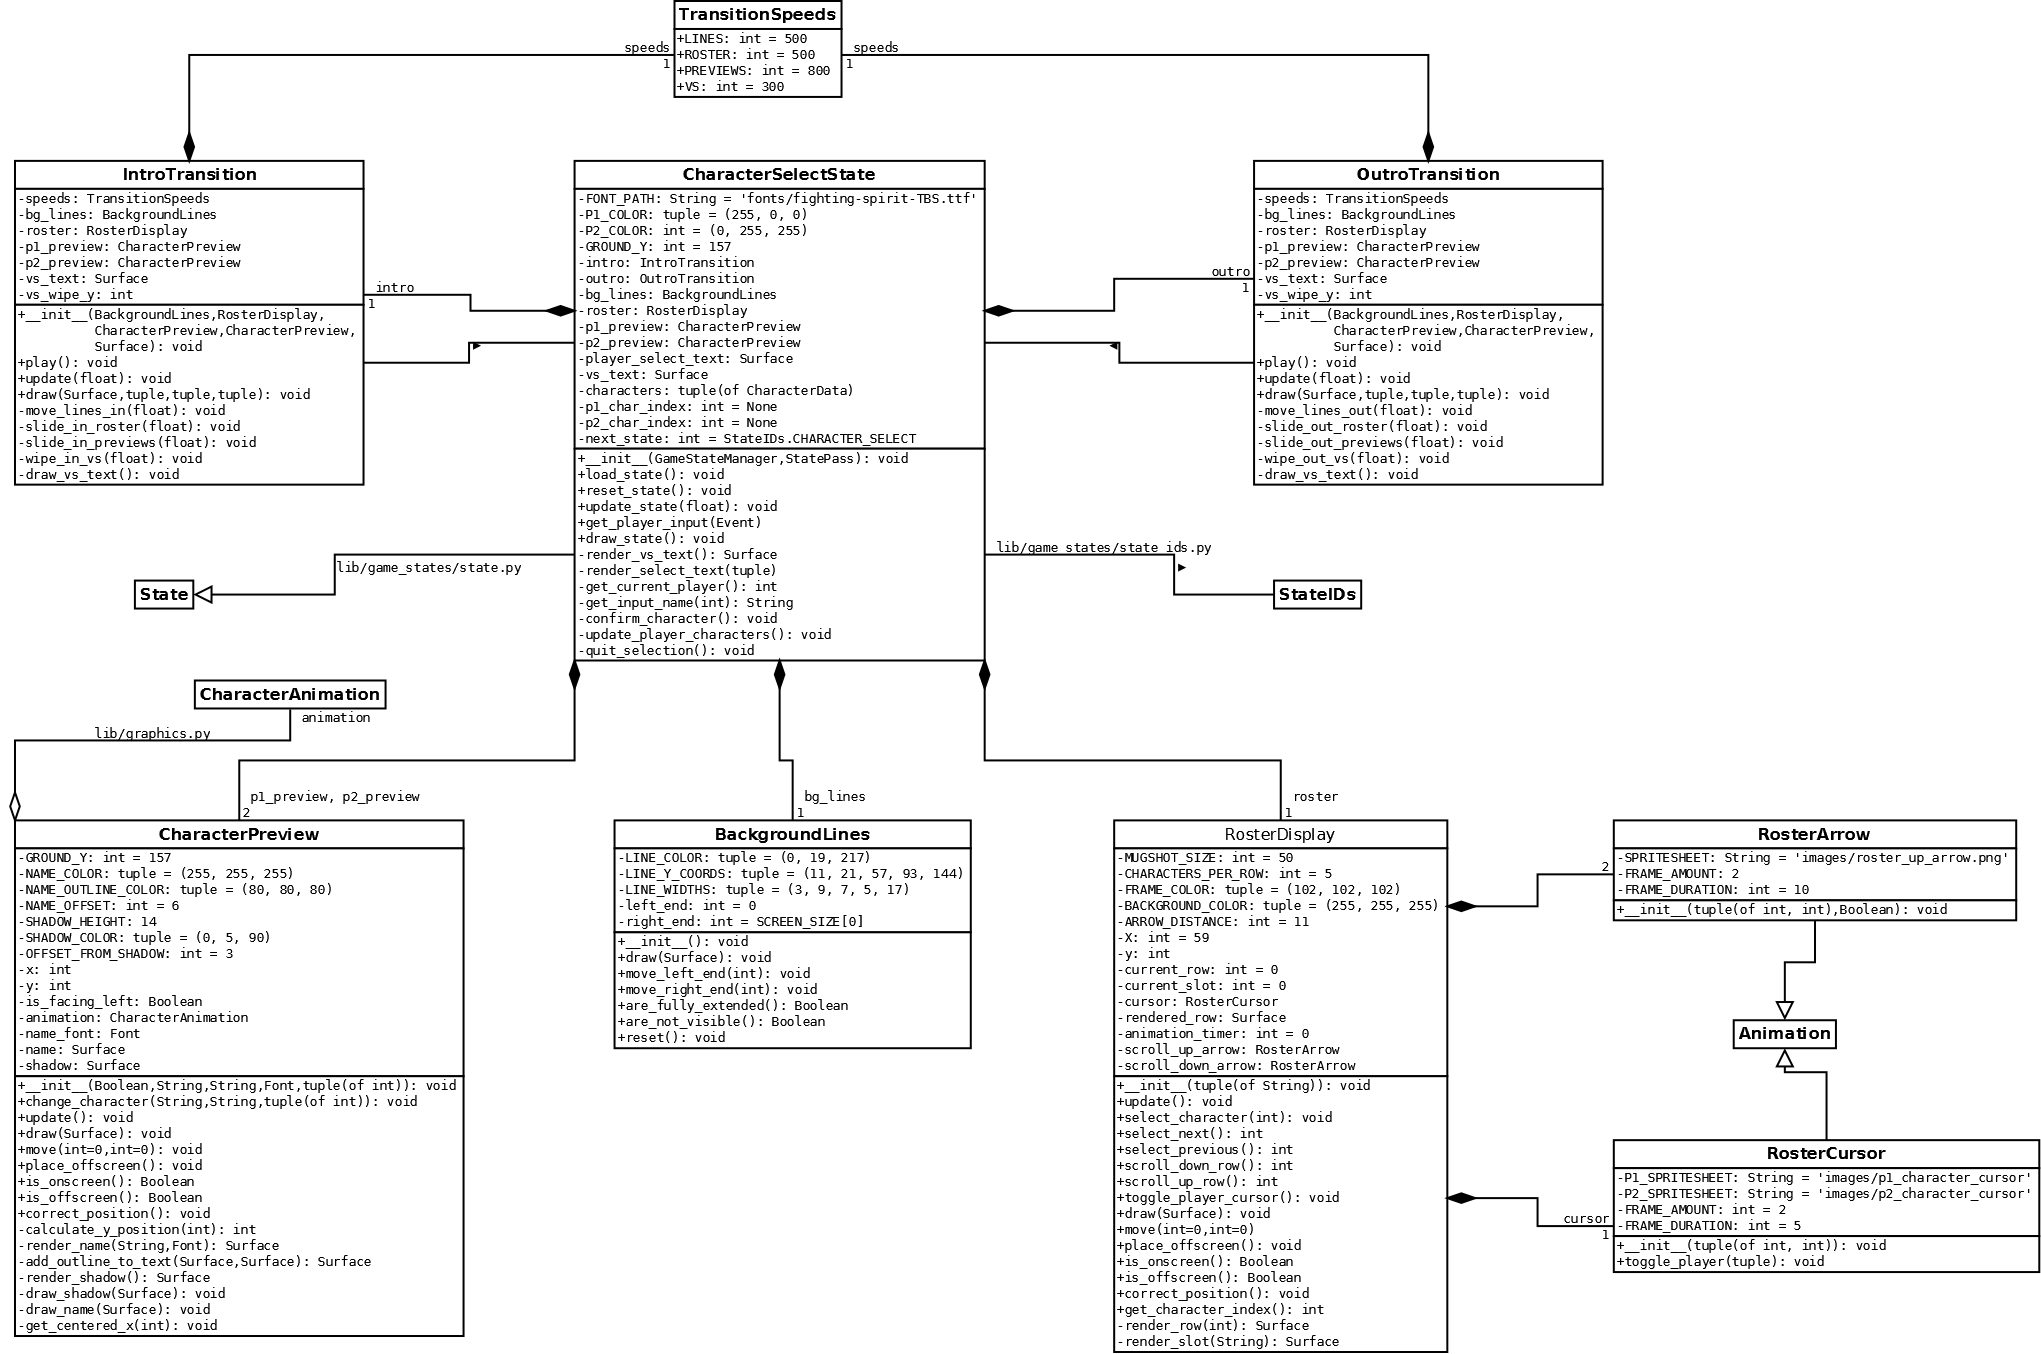 TransitionSpeeds
+LINES: int = 500
+ROSTER: int = 500
+PREVIEWS: int = 800
+VS: int = 300
speeds
1
speeds
1
IntroTransition
-speeds: TransitionSpeeds
-bg_lines: BackgroundLines
-roster: RosterDisplay
-p1_preview: CharacterPreview
-p2_preview: CharacterPreview
-vs_text: Surface
-vs_wipe_y: int
+__init__(BackgroundLines,RosterDisplay,
CharacterPreview,CharacterPreview,
Surface): void
+play(): void
+update(float): void
+draw(Surface,tuple,tuple,tuple): void
-move_lines_in(float): void
-slide_in_roster(float): void
-slide_in_previews(float): void
-wipe_in_vs(float): void
-draw_vs_text(): void
intro
1
CharacterSelectState
-FONT_PATH: String = 'fonts/fighting-spirit-TBS.ttf'
-P1_COLOR: tuple = (255, 0, 0)
-P2_COLOR: int = (0, 255, 255)
-GROUND_Y: int = 157
-intro: IntroTransition
-outro: OutroTransition
-bg_lines: BackgroundLines
-roster: RosterDisplay
-p1_preview: CharacterPreview
-p2_preview: CharacterPreview
-player_select_text: Surface
-vs_text: Surface
-characters: tuple(of CharacterData)
-p1_char_index: int = None
-p2_char_index: int = None
-next_state: int = StateIDs.CHARACTER_SELECT
+__init__(GameStateManager,StatePass): void
+load_state(): void
+reset_state(): void
+update_state(float): void
+get_player_input(Event)
+draw_state(): void
-render_vs_text(): Surface
-render_select_text(tuple)
-get_current_player(): int
-get_input_name(int): String
-confirm_character(): void
-update_player_characters(): void
-quit_selection(): void
outro
1
OutroTransition
-speeds: TransitionSpeeds
-bg_lines: BackgroundLines
-roster: RosterDisplay
-p1_preview: CharacterPreview
-p2_preview: CharacterPreview
-vs_text: Surface
-vs_wipe_y: int
+__init__(BackgroundLines,RosterDisplay,
CharacterPreview,CharacterPreview,
Surface): void
+play(): void
+update(float): void
+draw(Surface,tuple,tuple,tuple): void
-move_lines_out(float): void
-slide_out_roster(float): void
-slide_out_previews(float): void
-wipe_out_vs(float): void
-draw_vs_text(): void
State
lib/game_states/state.py
lib/game_states/state_ids.py
StateIDs
CharacterAnimation
animation
lib/graphics.py
p1_preview, p2_preview
2
bg_lines
1
roster
1
CharacterPreview
-GROUND_Y: int = 157
-NAME_COLOR: tuple = (255, 255, 255)
-NAME_OUTLINE_COLOR: tuple = (80, 80, 80)
-NAME_OFFSET: int = 6
-SHADOW_HEIGHT: 14
-SHADOW_COLOR: tuple = (0, 5, 90)
-OFFSET_FROM_SHADOW: int = 3
-x: int
-y: int
-is_facing_left: Boolean
-animation: CharacterAnimation
-name_font: Font
-name: Surface
-shadow: Surface
+__init__(Boolean,String,String,Font,tuple(of int)): void
+change_character(String,String,tuple(of int)): void
+update(): void
+draw(Surface): void
+move(int=0,int=0): void
+place_offscreen(): void
+is_onscreen(): Boolean
+is_offscreen(): Boolean
+correct_position(): void
-calculate_y_position(int): int
-render_name(String,Font): Surface
-add_outline_to_text(Surface,Surface): Surface
-render_shadow(): Surface
-draw_shadow(Surface): void
-draw_name(Surface): void
-get_centered_x(int): void
BackgroundLines
-LINE_COLOR: tuple = (0, 19, 217)
-LINE_Y_COORDS: tuple = (11, 21, 57, 93, 144)
-LINE_WIDTHS: tuple = (3, 9, 7, 5, 17)
-left_end: int = 0
-right_end: int = SCREEN_SIZE[0]
+__init__(): void
+draw(Surface): void
+move_left_end(int): void
+move_right_end(int): void
+are_fully_extended(): Boolean
+are_not_visible(): Boolean
+reset(): void
RosterDisplay
-MUGSHOT_SIZE: int = 50
-CHARACTERS_PER_ROW: int = 5
-FRAME_COLOR: tuple = (102, 102, 102)
-BACKGROUND_COLOR: tuple = (255, 255, 255)
-ARROW_DISTANCE: int = 11
-X: int = 59
-y: int
-current_row: int = 0
-current_slot: int = 0
-cursor: RosterCursor
-rendered_row: Surface
-animation_timer: int = 0
-scroll_up_arrow: RosterArrow
-scroll_down_arrow: RosterArrow
+__init__(tuple(of String)): void
+update(): void
+select_character(int): void
+select_next(): int
+select_previous(): int
+scroll_down_row(): int
+scroll_up_row(): int
+toggle_player_cursor(): void
+draw(Surface): void
+move(int=0,int=0)
+place_offscreen(): void
+is_onscreen(): Boolean
+is_offscreen(): Boolean
+correct_position(): void
+get_character_index(): int
-render_row(int): Surface
-render_slot(String): Surface
2
RosterArrow
-SPRITESHEET: String = 'images/roster_up_arrow.png'
-FRAME_AMOUNT: 2
-FRAME_DURATION: int = 10
+__init__(tuple(of int, int),Boolean): void
Animation
cursor
1
RosterCursor
-P1_SPRITESHEET: String = 'images/p1_character_cursor'
-P2_SPRITESHEET: String = 'images/p2_character_cursor'
-FRAME_AMOUNT: int = 2
-FRAME_DURATION: int = 5
+__init__(tuple(of int, int)): void
+toggle_player(tuple): void